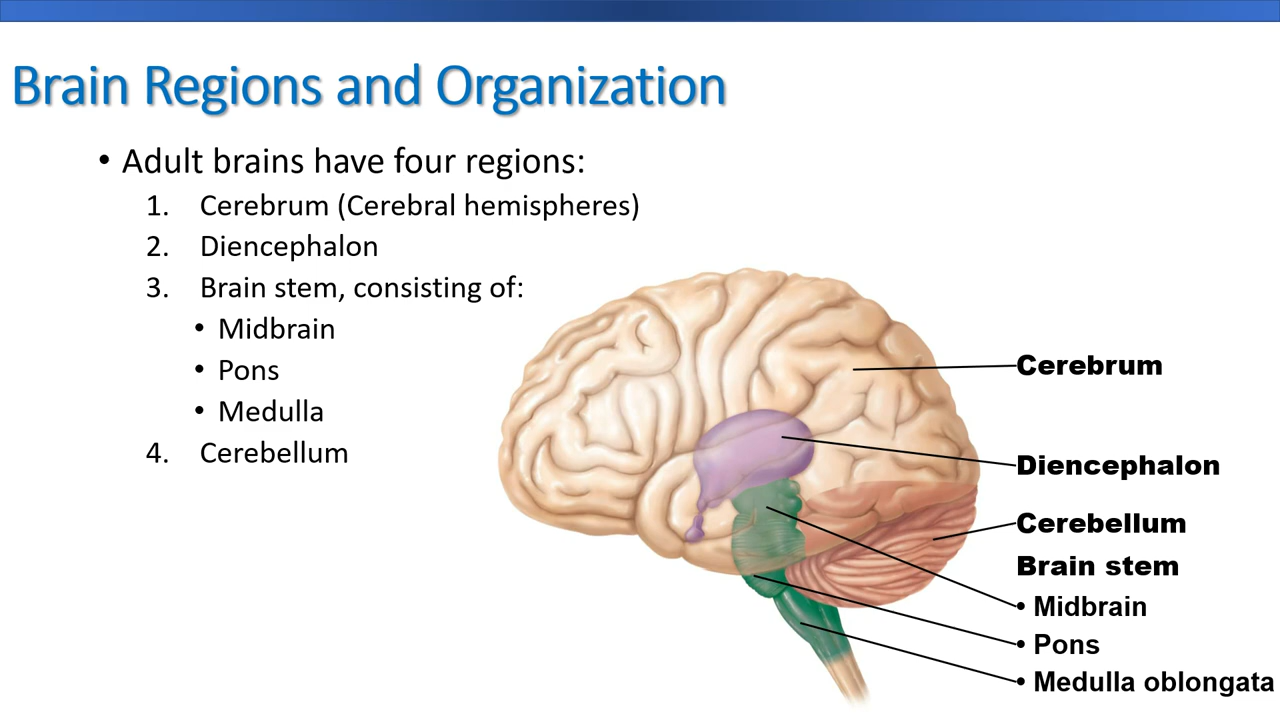 Brain Regions and Organization
• Adult brains have four regions:
1. Cerebrum (Cerebral hemispheres)
2. Diencephalon
3. Brain stem, consisting of:
• Midbrain
• Pons
• Medulla
4. Cerebellum
Cerebrum
Diencephalon
Cerebellum
Brain stem
• Midbrain
• Pons
• Medulla oblongata